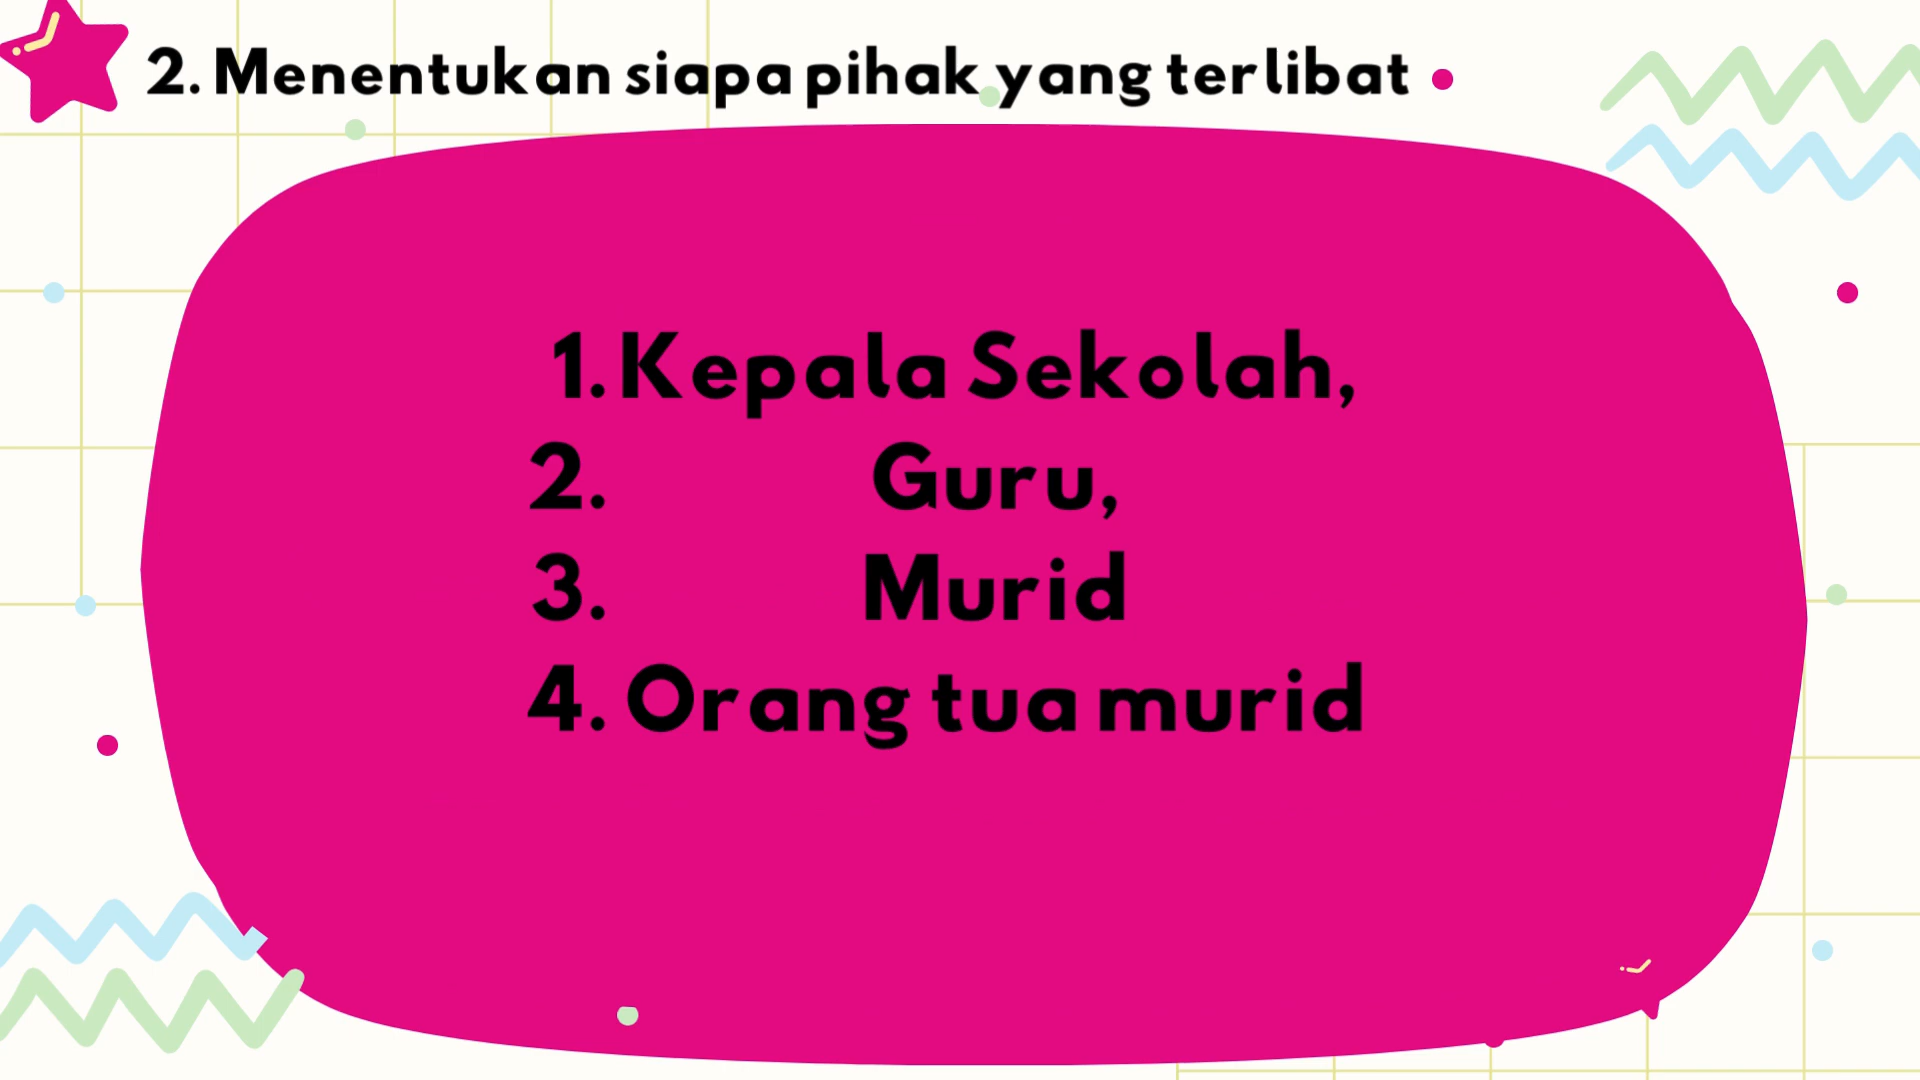 2. Menentukan siapa pihak yang terlibat
1. Kepala Sekolah,
2. Guru,
3. Murid
4. Orang tua murid